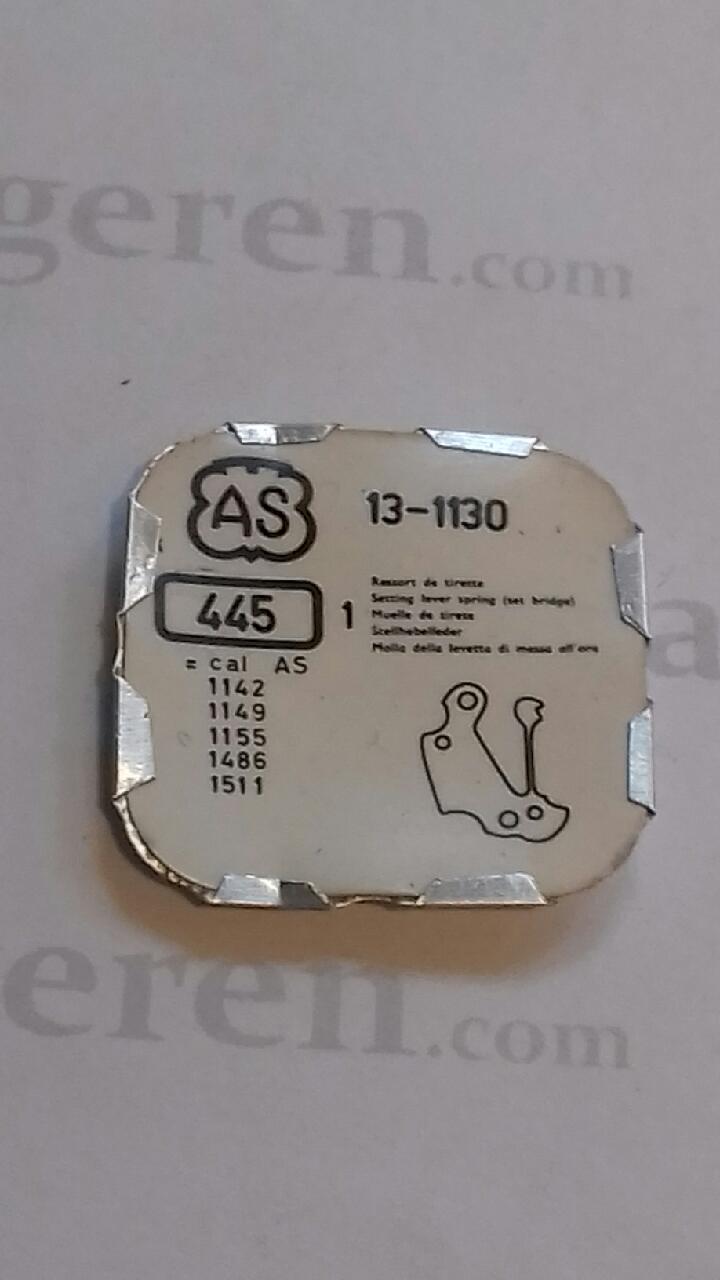 geren.com
AS
13-1130
445
1
Ressort de tirette
Setting lever spring (set bridge)
Muelle de tirete
Stellhebelfeder
Molla della levetta di messa all'ora
= cal AS
1142
1149
1155
1486
1511
a
eren.com